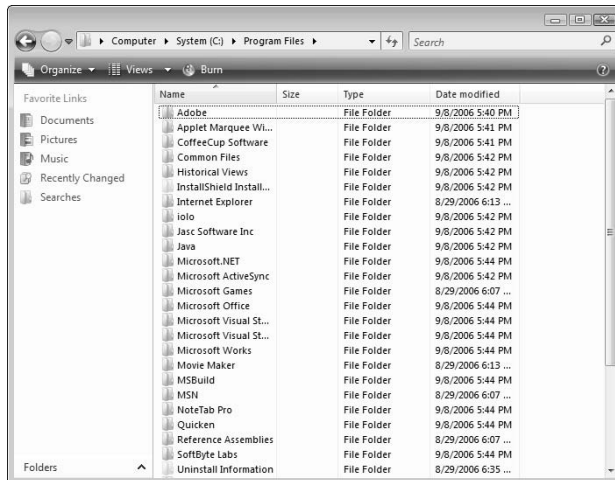 Computer ▸ System (C:) ▸ Program Files ▸ Search
Organize Views Burn
Favorite Links
Documents
Pictures
Music
Recently Changed
Searches
Folders
Name Size Type Date modified
Adobe File Folder 9/8/2006 5:40 PM
Applet Marquee Wi... File Folder 9/8/2006 5:41 PM
CoffeeCup Software File Folder 9/8/2006 5:41 PM
Common Files File Folder 9/8/2006 5:42 PM
Historical Views File Folder 9/8/2006 5:42 PM
InstallShield Install... File Folder 9/8/2006 5:42 PM
Internet Explorer File Folder 8/29/2006 6:13 ...
iolo File Folder 9/8/2006 5:42 PM
Jasc Software Inc File Folder 9/8/2006 5:42 PM
Java File Folder 9/8/2006 5:42 PM
Microsoft.NET File Folder 9/8/2006 5:44 PM
Microsoft ActiveSync File Folder 9/8/2006 5:42 PM
Microsoft Games File Folder 8/29/2006 6:07 ...
Microsoft Office File Folder 9/8/2006 5:44 PM
Microsoft Visual St... File Folder 9/8/2006 5:44 PM
Microsoft Visual St... File Folder 9/8/2006 5:44 PM
Microsoft Works File Folder 9/8/2006 5:44 PM
Movie Maker File Folder 8/29/2006 6:13 ...
MSBuild File Folder 9/8/2006 5:44 PM
MSN File Folder 8/29/2006 6:07 ...
NoteTab Pro File Folder 9/8/2006 5:44 PM
Quicken File Folder 9/8/2006 5:44 PM
Reference Assemblies File Folder 8/29/2006 6:07 ...
SoftByte Labs File Folder 9/8/2006 5:44 PM
Uninstall Information File Folder 8/29/2006 6:35 ...